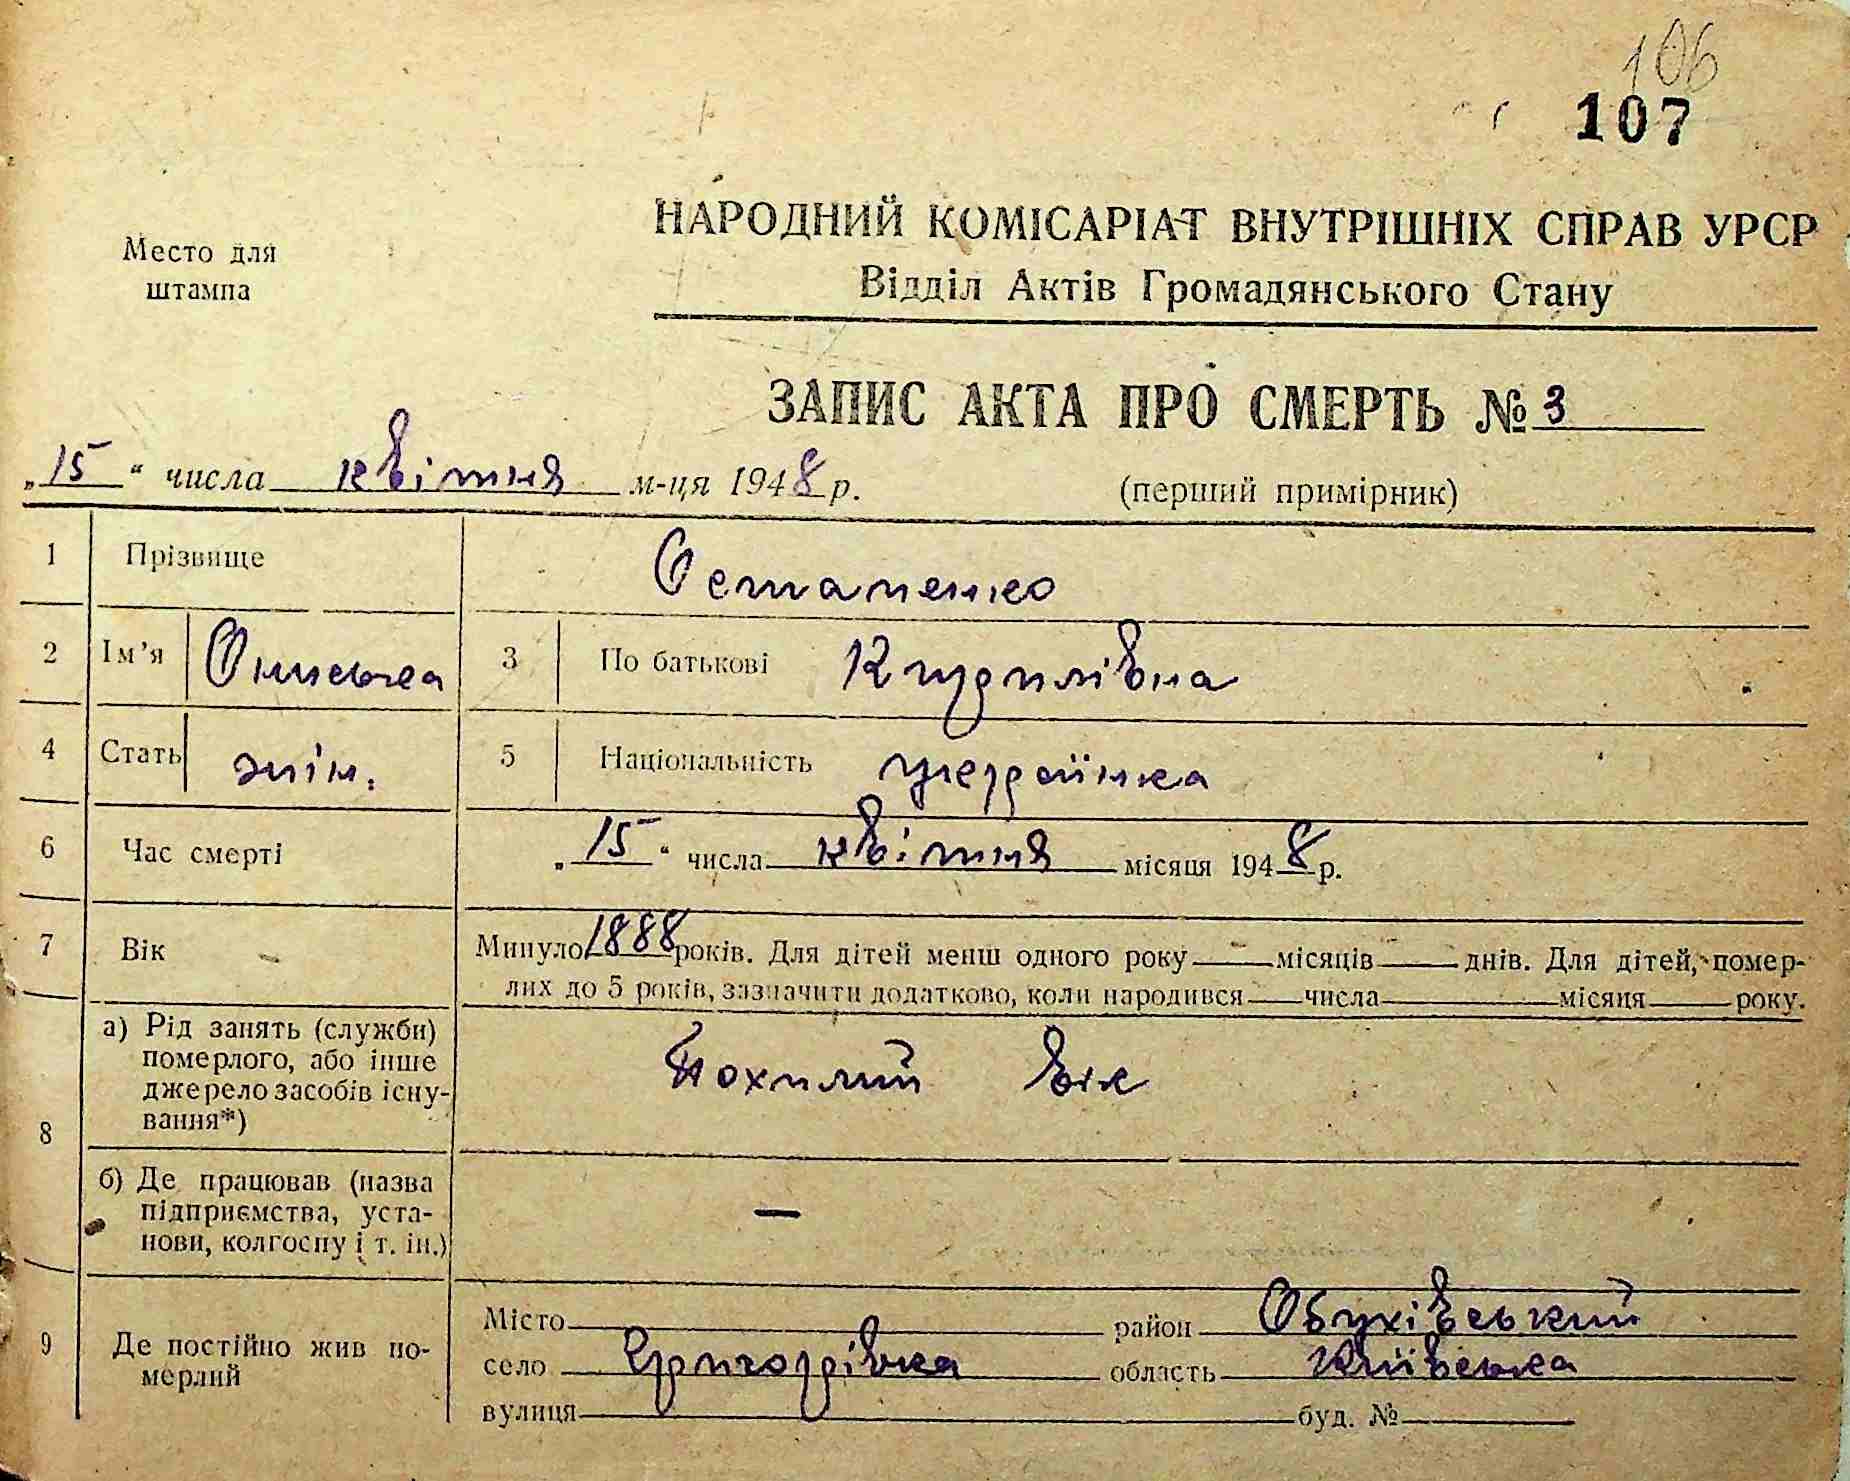 106
107
Место для
штампа
НАРОДНИЙ КОМІСАРІАТ ВНУТРІШНІХ СПРАВ УРСР
Відділ Актів Громадянського Стану
ЗАПИС АКТА ПРО СМЕРТЬ № 3
„15“ числа квітня м-ця 1948 р.
(перший примірник)
1 Прізвище Остапенко
2 Ім'я Ониська 3 По батькові Кирилівна
4 Стать жін. 5 Національність українка
6 Час смерті „15“ числа квітня місяця 1948 р.
7 Вік Минуло 1888 років. Для дітей менш одного року — місяців — днів. Для дітей, помер-
лих до 5 років, зазначити додатково, коли народився — числа — місяця — року.
8 а) Рід занять (служби)
померлого, або інше
джерело засобів існу-
вання*) Похилий вік
б) Де працював (назва
підприємства, уста-
нови, колгоспу і т. ін.) —
9 Де постійно жив по-
мерлий
Місто район Обухівський
село Григорівка область Київська
вулиця буд. №